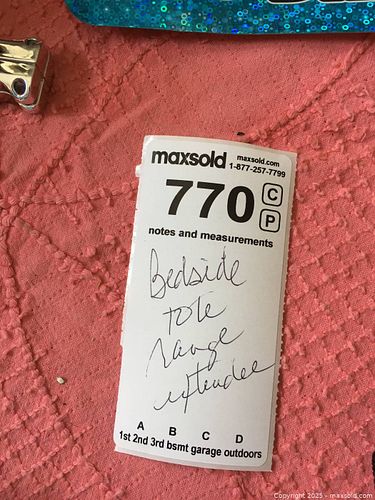 maxsold maxsold.com
1-877-257-7799
770 C
P
notes and measurements
Bedside
tote
range
extender
A B C D
1st 2nd 3rd bsmt garage outdoors
Copyright 2025 - maxsold.com